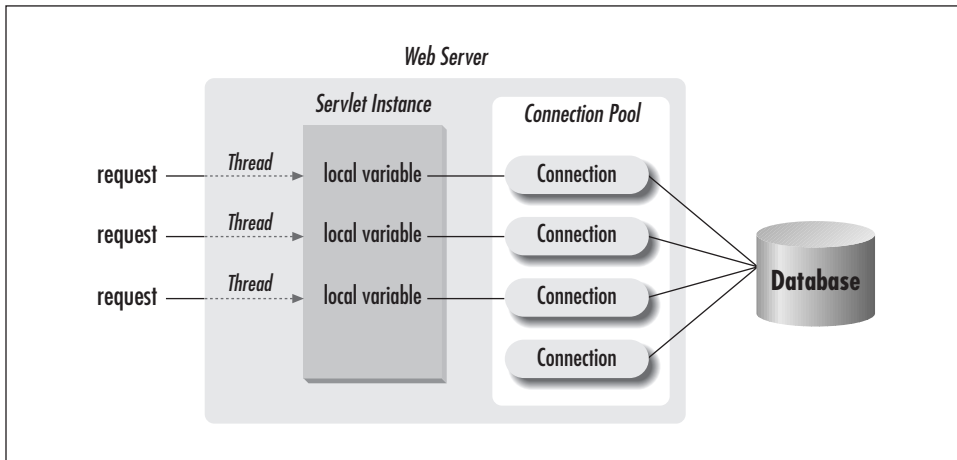 Web Server
Servlet Instance
Connection Pool
request
Thread
local variable
Connection
request
Thread
local variable
Connection
request
Thread
local variable
Connection
Connection
Database